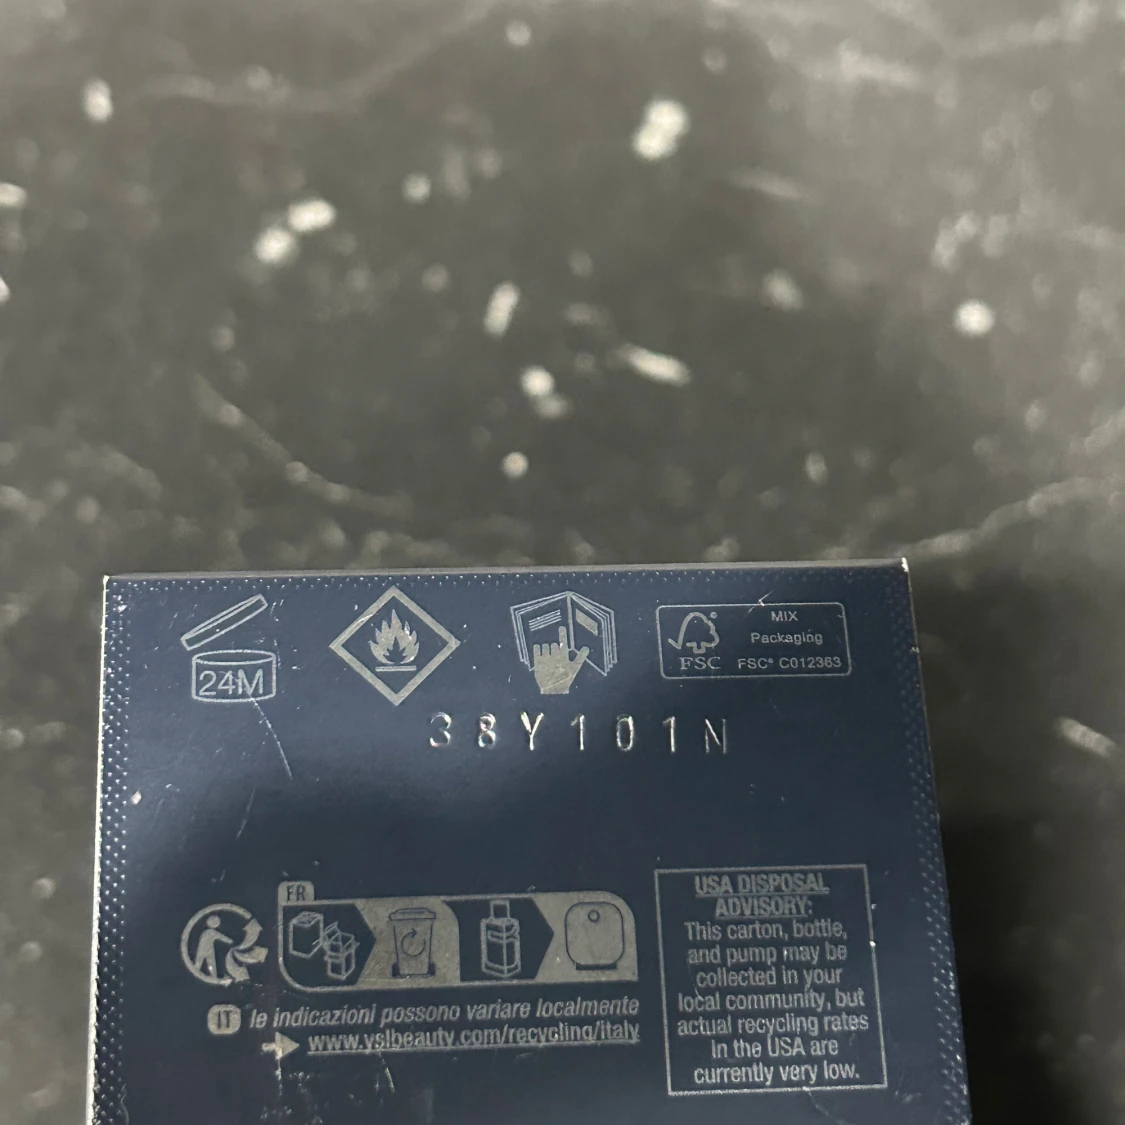 24M
FSC
MIX
Packaging
FSC® C012363
38Y101N
FR
IT le indicazioni possono variare localmente
www.yslbeauty.com/recycling/italy
USA DISPOSAL
ADVISORY:
This carton, bottle,
and pump may be
collected in your
local community, but
actual recycling rates
in the USA are
currently very low.